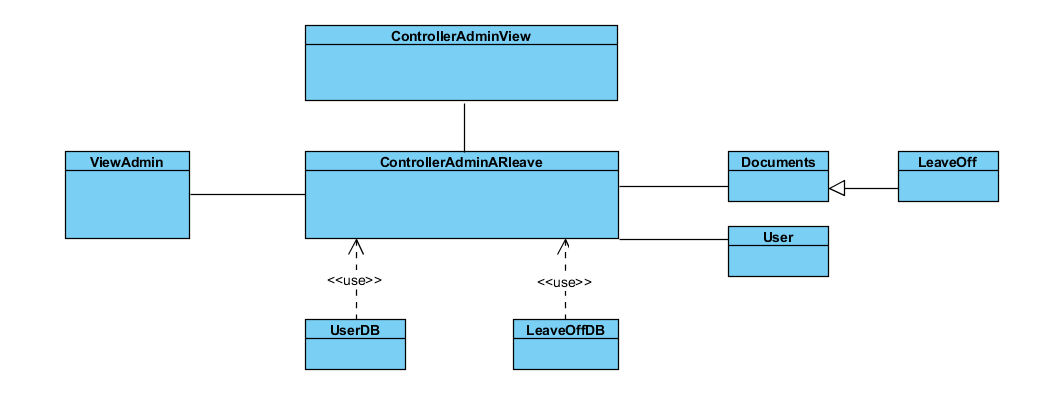 ControllerAdminView
ViewAdmin
ControllerAdminARleave
Documents
LeaveOff
User
<<use>>
<<use>>
UserDB
LeaveOffDB